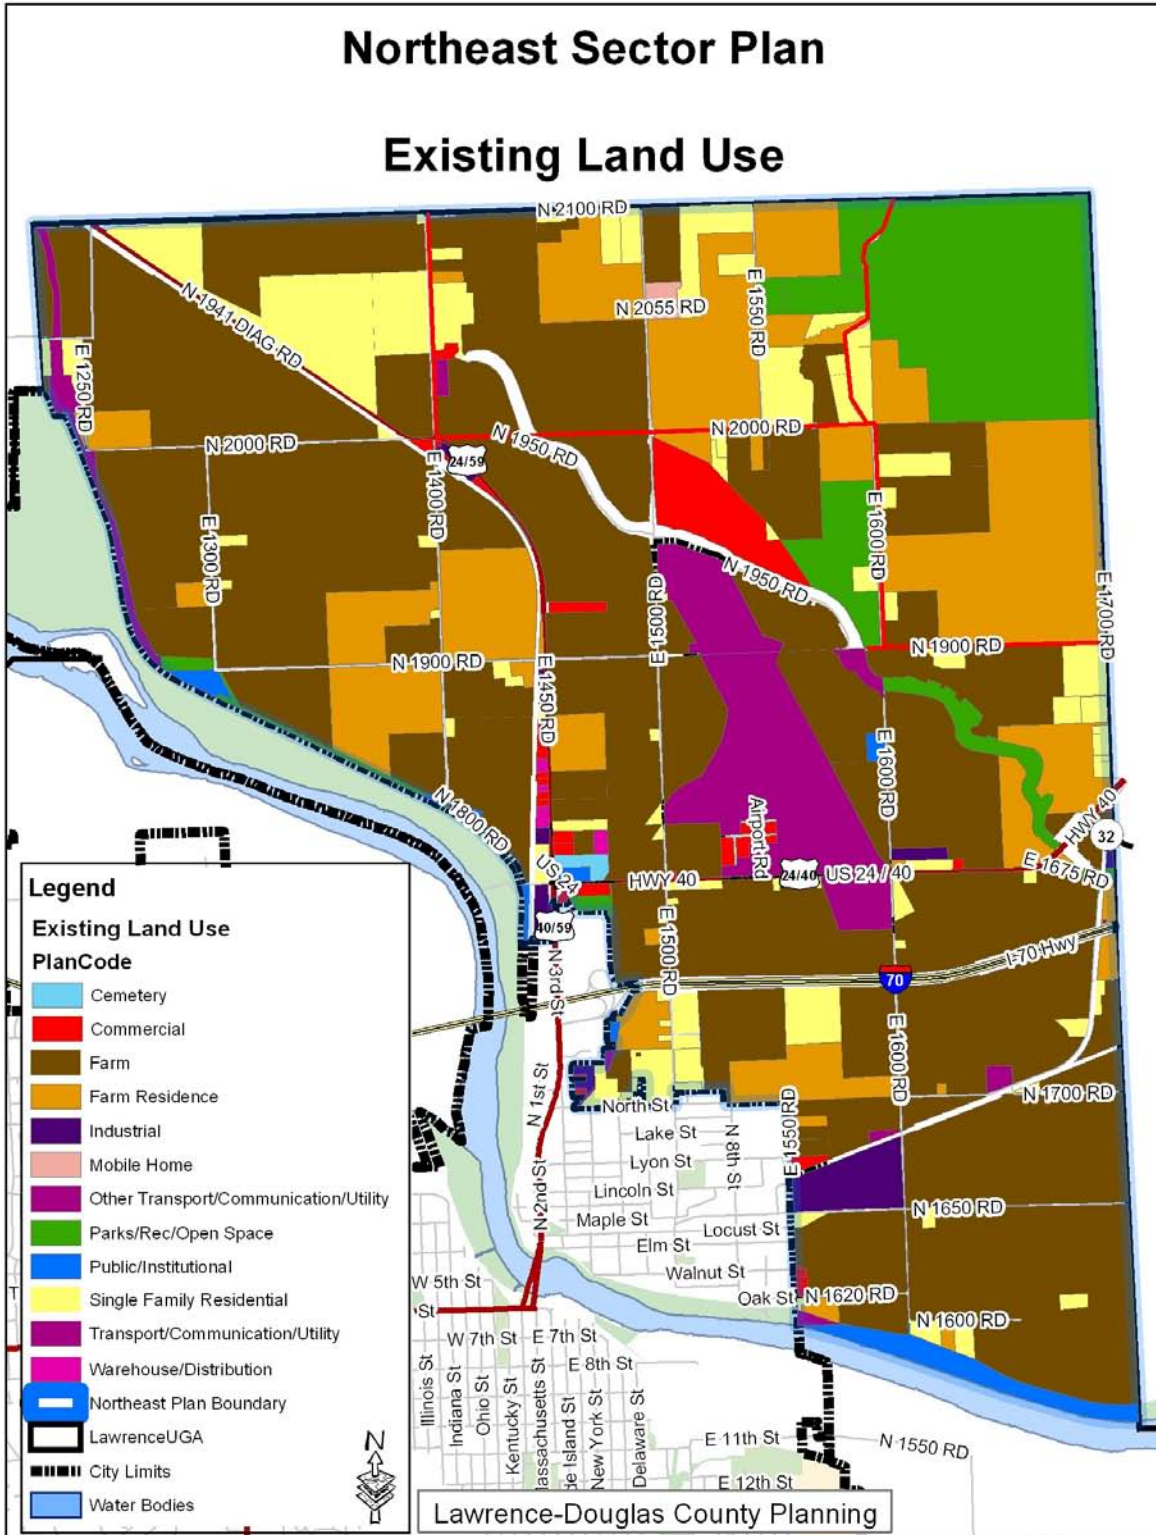 Northeast Sector Plan
Existing Land Use
N 2100 RD
N 1941 DIAG RD
N 2055 RD
E 1550 RD
E 1250 RD
N 2000 RD
N 1950 RD
N 2000 RD
24/59
E 1400 RD
E 1300 RD
E 1600 RD
N 1950 RD
E 1500 RD
E 1700 RD
N 1900 RD
N 1900 RD
E 1450 RD
E 1600 RD
N 1800 RD
Airport Rd
HWY 40
32
US 24
HWY 40
24/40
US 24 / 40
E 1675 RD
40/59
E 1500 RD
N 3rd St
I-70 Hwy
70
E 1600 RD
N 1st St
North St
N 1700 RD
E 1550 RD
Lake St
N 8th St
Lyon St
Lincoln St
N 2nd St
Maple St
Locust St
N 1650 RD
Elm St
Walnut St
W 5th St
Oak St
N 1620 RD
St
N 1600 RD
W 7th St
E 7th St
E 8th St
Illinois St
Indiana St
Ohio St
Kentucky St
lassachusetts St
de Island St
New York St
Delaware St
E 11th St
N 1550 RD
E 12th St
T
Legend
Existing Land Use
PlanCode
Cemetery
Commercial
Farm
Farm Residence
Industrial
Mobile Home
Other Transport/Communication/Utility
Parks/Rec/Open Space
Public/Institutional
Single Family Residential
Transport/Communication/Utility
Warehouse/Distribution
Northeast Plan Boundary
LawrenceUGA
City Limits
Water Bodies
N
Lawrence-Douglas County Planning